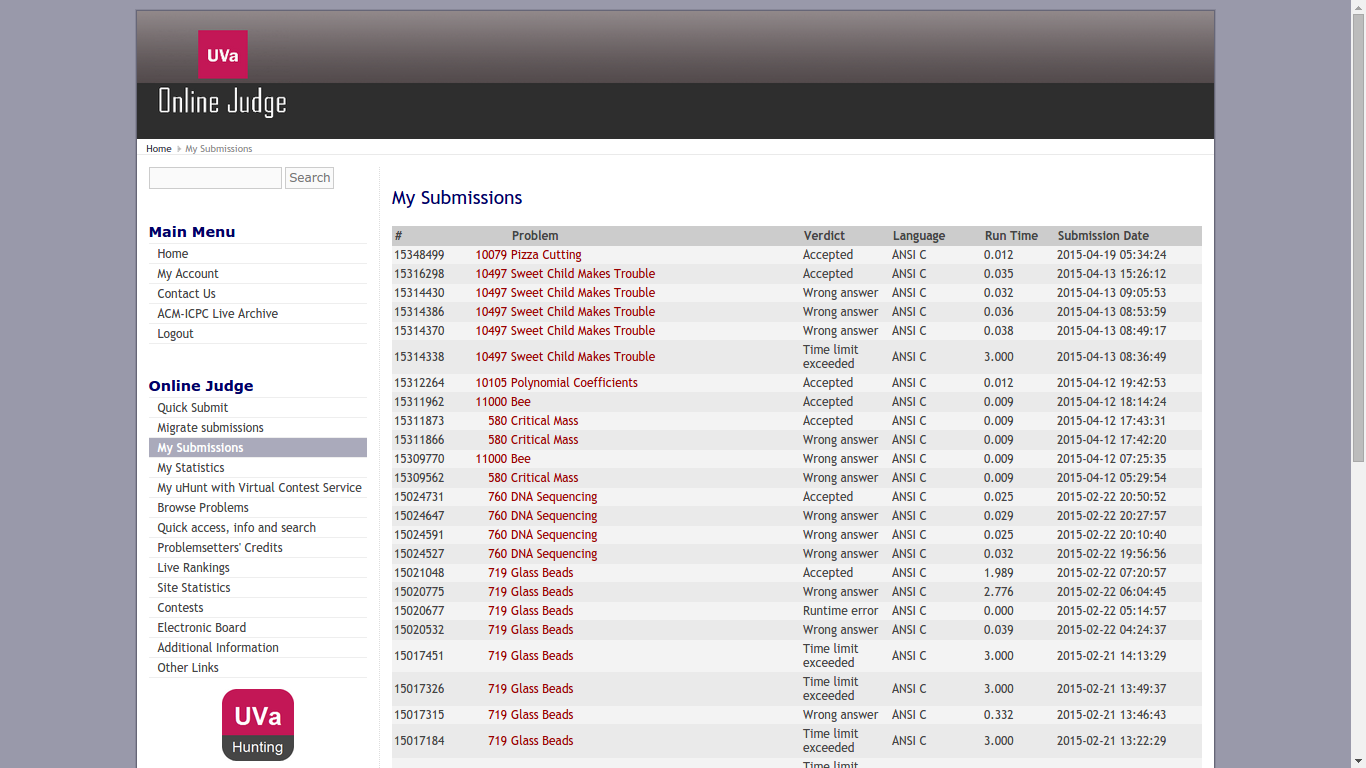 UVa
Online Judge
Home My Submissions
Search
Main Menu
Home
My Account
Contact Us
ACM-ICPC Live Archive
Logout
Online Judge
Quick Submit
Migrate submissions
My Submissions
My Statistics
My uHunt with Virtual Contest Service
Browse Problems
Quick access, info and search
Problemsetters' Credits
Live Rankings
Site Statistics
Contests
Electronic Board
Additional Information
Other Links
UVa
Hunting
My Submissions
# Problem Verdict Language Run Time Submission Date
15348499 10079 Pizza Cutting Accepted ANSI C 0.012 2015-04-19 05:34:24
15316298 10497 Sweet Child Makes Trouble Accepted ANSI C 0.035 2015-04-13 15:26:12
15314430 10497 Sweet Child Makes Trouble Wrong answer ANSI C 0.032 2015-04-13 09:05:53
15314386 10497 Sweet Child Makes Trouble Wrong answer ANSI C 0.036 2015-04-13 08:53:59
15314370 10497 Sweet Child Makes Trouble Wrong answer ANSI C 0.038 2015-04-13 08:49:17
15314338 10497 Sweet Child Makes Trouble Time limit exceeded ANSI C 3.000 2015-04-13 08:36:49
15312264 10105 Polynomial Coefficients Accepted ANSI C 0.012 2015-04-12 19:42:53
15311962 11000 Bee Accepted ANSI C 0.009 2015-04-12 18:14:24
15311873 580 Critical Mass Accepted ANSI C 0.009 2015-04-12 17:43:31
15311866 580 Critical Mass Wrong answer ANSI C 0.009 2015-04-12 17:42:20
15309770 11000 Bee Wrong answer ANSI C 0.009 2015-04-12 07:25:35
15309562 580 Critical Mass Wrong answer ANSI C 0.009 2015-04-12 05:29:54
15024731 760 DNA Sequencing Accepted ANSI C 0.025 2015-02-22 20:50:52
15024647 760 DNA Sequencing Wrong answer ANSI C 0.029 2015-02-22 20:27:57
15024591 760 DNA Sequencing Wrong answer ANSI C 0.025 2015-02-22 20:10:40
15024527 760 DNA Sequencing Wrong answer ANSI C 0.032 2015-02-22 19:56:56
15021048 719 Glass Beads Accepted ANSI C 1.989 2015-02-22 07:20:57
15020775 719 Glass Beads Wrong answer ANSI C 2.776 2015-02-22 06:04:45
15020677 719 Glass Beads Runtime error ANSI C 0.000 2015-02-22 05:14:57
15020532 719 Glass Beads Wrong answer ANSI C 0.039 2015-02-22 04:24:37
15017451 719 Glass Beads Time limit exceeded ANSI C 3.000 2015-02-21 14:13:29
15017326 719 Glass Beads Time limit exceeded ANSI C 3.000 2015-02-21 13:49:37
15017315 719 Glass Beads Wrong answer ANSI C 0.332 2015-02-21 13:46:43
15017184 719 Glass Beads Time limit exceeded ANSI C 3.000 2015-02-21 13:22:29
Time limit